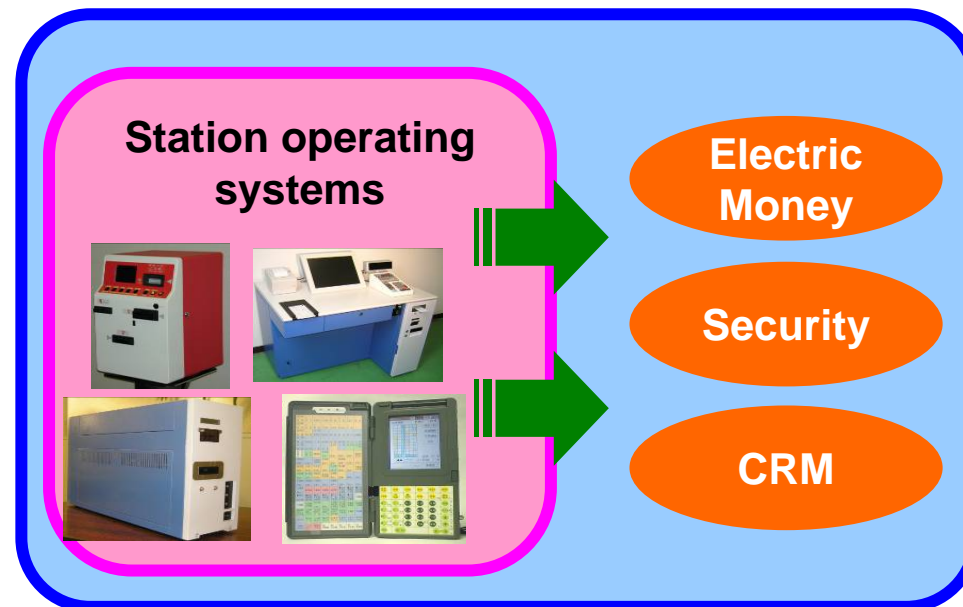 Station operating
systems
Electric
Money
Security
CRM